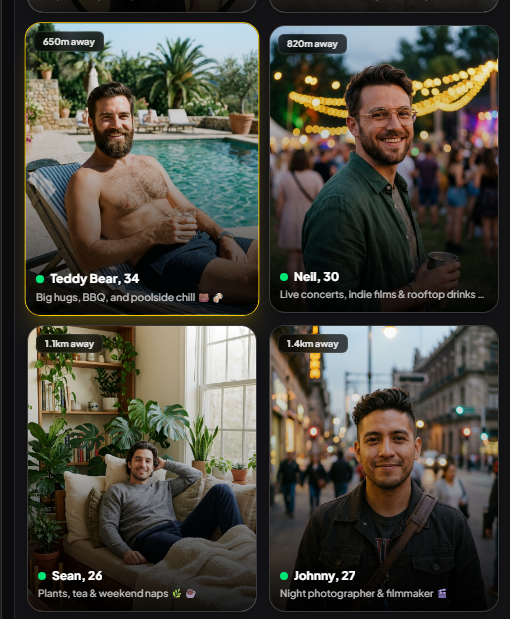 650m away
820m away
Teddy Bear, 34
Big hugs, BBQ, and poolside chill
Neil, 30
Live concerts, indie films & rooftop drinks ...
1.1km away
1.4km away
Sean, 26
Plants, tea & weekend naps
Johnny, 27
Night photographer & filmmaker